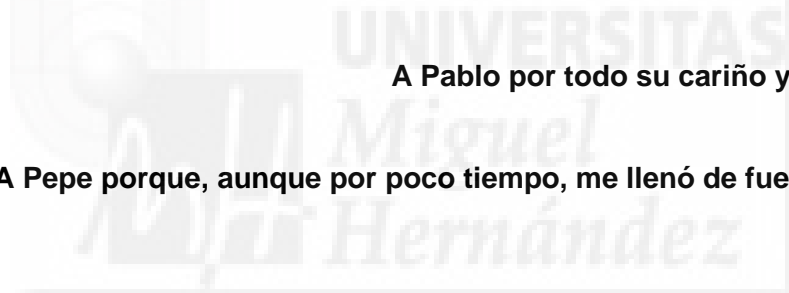 UNIVERSITAS
A Pablo por todo su cariño y
Miguel
A Pepe porque, aunque por poco tiempo, me llenó de fue
Hernández